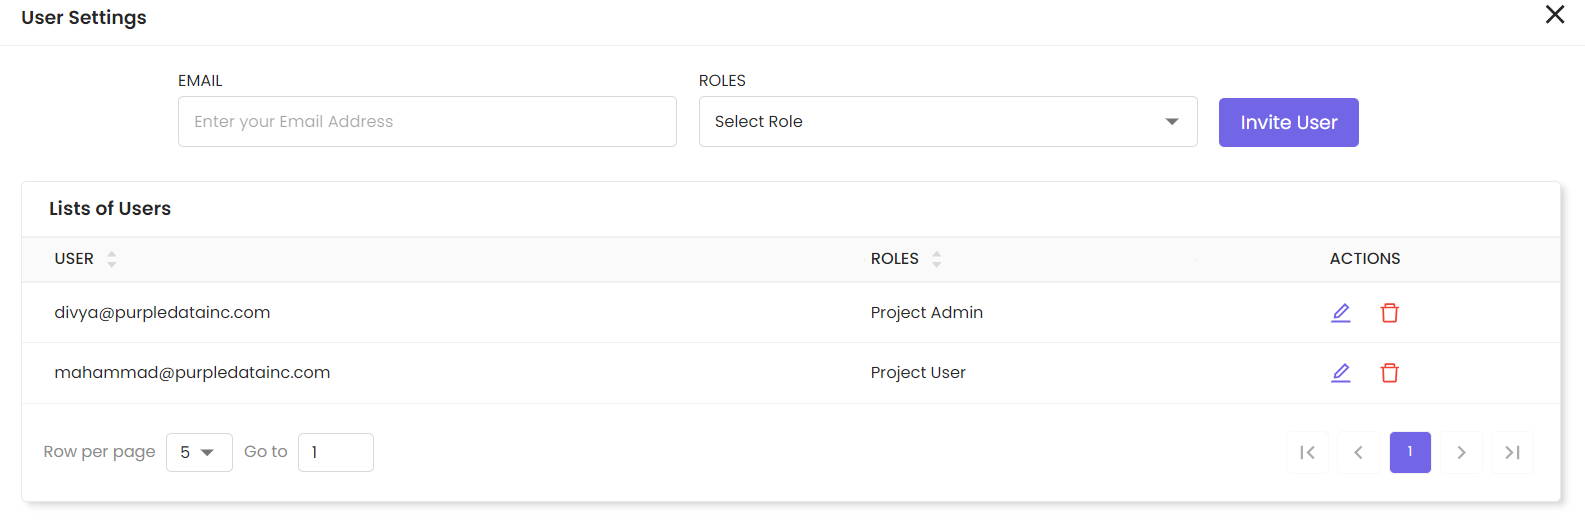 User Settings
EMAIL
ROLES
Enter your Email Address
Select Role
Invite User
Lists of Users
USER
ROLES
ACTIONS
divya@purpledatainc.com
Project Admin
mahammad@purpledatainc.com
Project User
Row per page
5
Go to
1
1